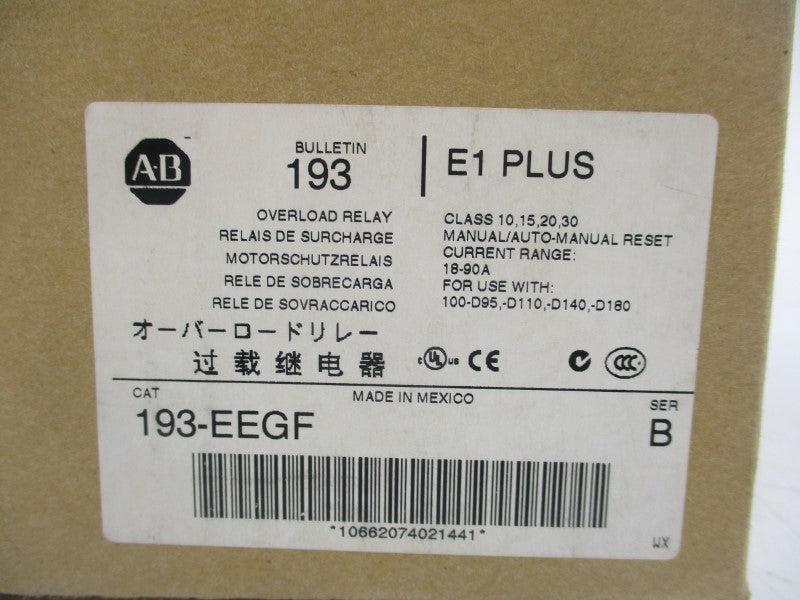 A-B
BULLETIN
193
E1 PLUS
OVERLOAD RELAY
RELAIS DE SURCHARGE
MOTORSCHUTZRELAIS
RELE DE SOBRECARGA
RELE DE SOVRACCARICO
オーバーロードリレー
过载继电器
CLASS 10,15,20,30
MANUAL/AUTO-MANUAL RESET
CURRENT RANGE:
18-90A
FOR USE WITH:
100-D95,-D110,-D140,-D180
c UL us CE CCC
CAT
193-EEGF
MADE IN MEXICO
SER
B
*10662074021441*
WX